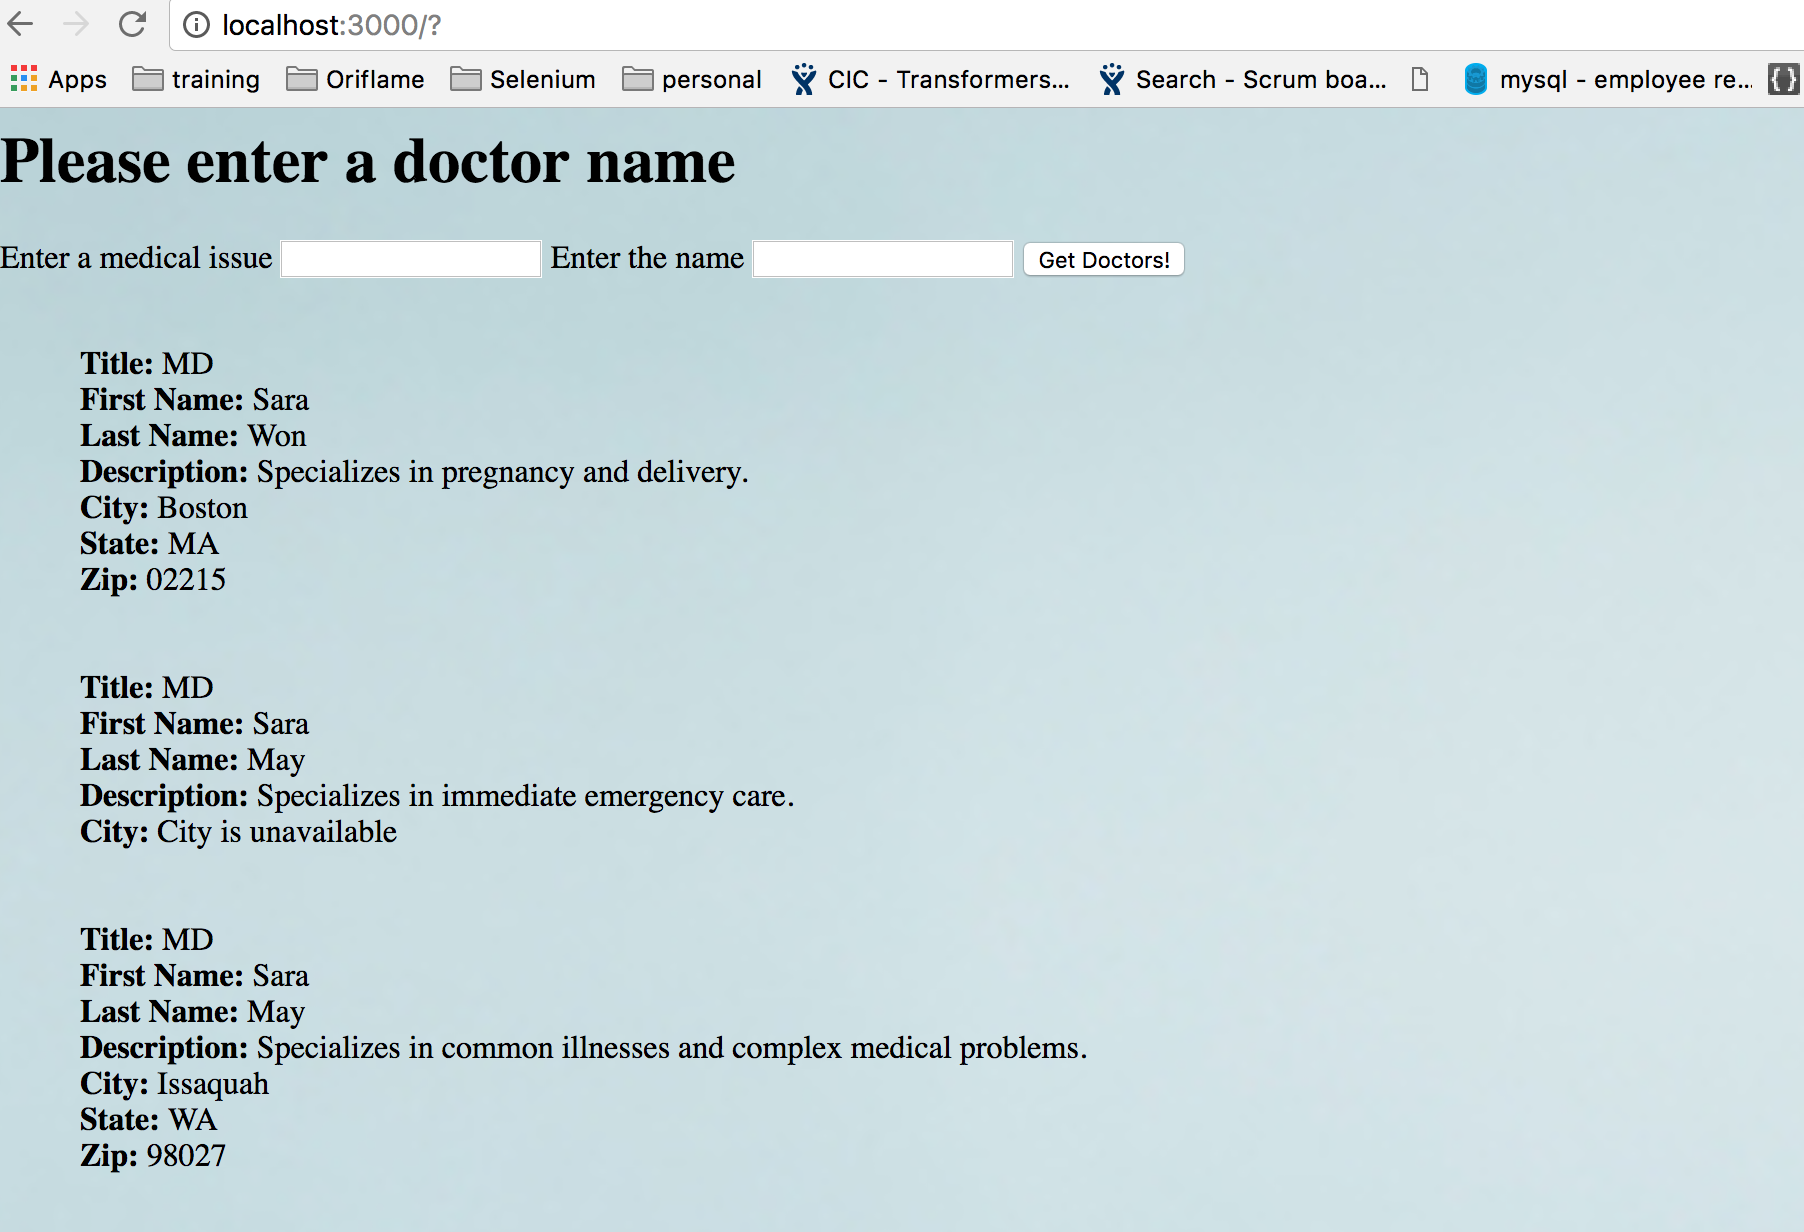 localhost:3000/?
Apps training Oriflame Selenium personal CIC - Transformers... Search - Scrum boa... mysql - employee re... {}
Please enter a doctor name
Enter a medical issue Enter the name Get Doctors!
Title: MD
First Name: Sara
Last Name: Won
Description: Specializes in pregnancy and delivery.
City: Boston
State: MA
Zip: 02215
Title: MD
First Name: Sara
Last Name: May
Description: Specializes in immediate emergency care.
City: City is unavailable
Title: MD
First Name: Sara
Last Name: May
Description: Specializes in common illnesses and complex medical problems.
City: Issaquah
State: WA
Zip: 98027